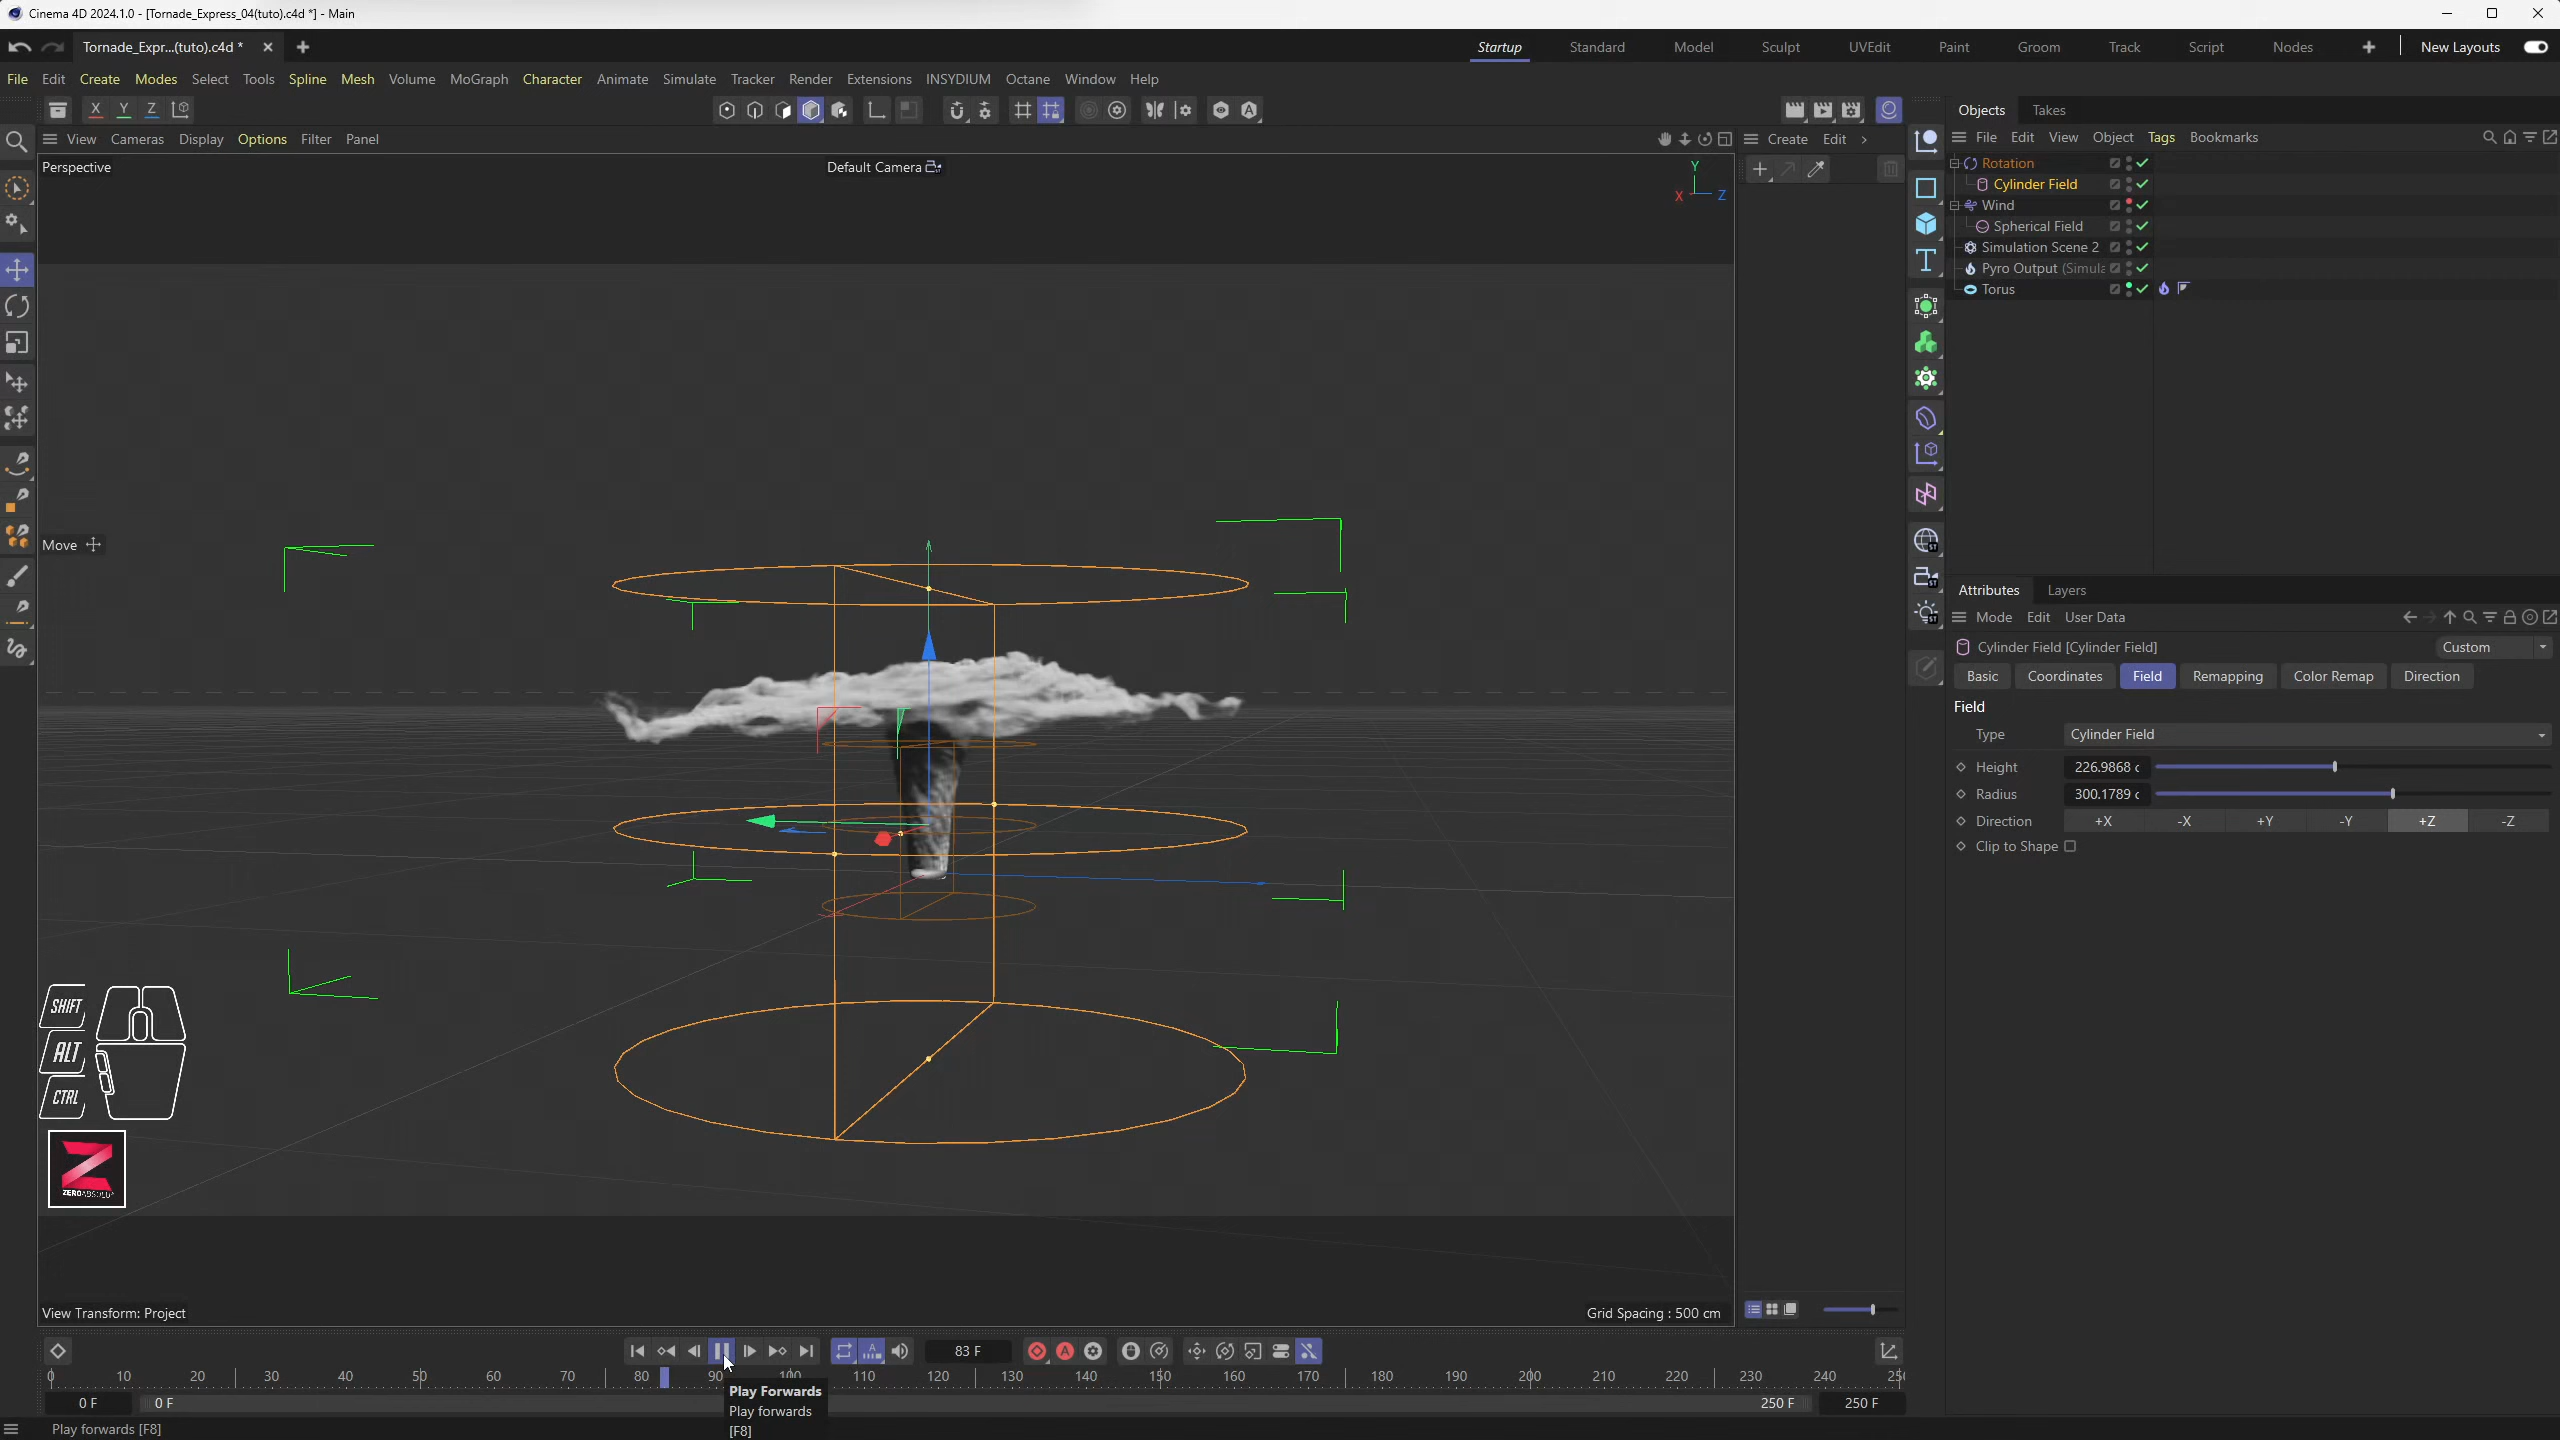 Cinema 4D 2024.1.0 - [Tornade_Express_04(tuto).c4d *] - Main
Tornade_Expr...(tuto).c4d *
Startup Standard Model Sculpt UVEdit Paint Groom Track Script Nodes New Layouts
File Edit Create Modes Select Tools Spline Mesh Volume MoGraph Character Animate Simulate Tracker Render Extensions INSYDIUM Octane Window Help
X Y Z
Objects Takes
View Cameras Display Options Filter Panel
Create Edit
File Edit View Object Tags Bookmarks
Perspective
Default Camera
Y
X Z
Rotation
Cylinder Field
Wind
Spherical Field
Simulation Scene 2
Pyro Output (Simula
Torus
Move
Attributes Layers
Mode Edit User Data
Cylinder Field [Cylinder Field]
Custom
Basic Coordinates Field Remapping Color Remap Direction
Field
Type Cylinder Field
Height 226.9868 c
Radius 300.1789 c
Direction +X -X +Y -Y +Z -Z
Clip to Shape
SHIFT
ALT
CTRL
Z
ZEROABSOLU
View Transform: Project
Grid Spacing : 500 cm
83 F
0 10 20 30 40 50 60 70 80 90 100 110 120 130 140 150 160 170 180 190 200 210 220 230 240 25
0 F 0 F 250 F 250 F
Play Forwards
Play forwards
[F8]
Play forwards [F8]